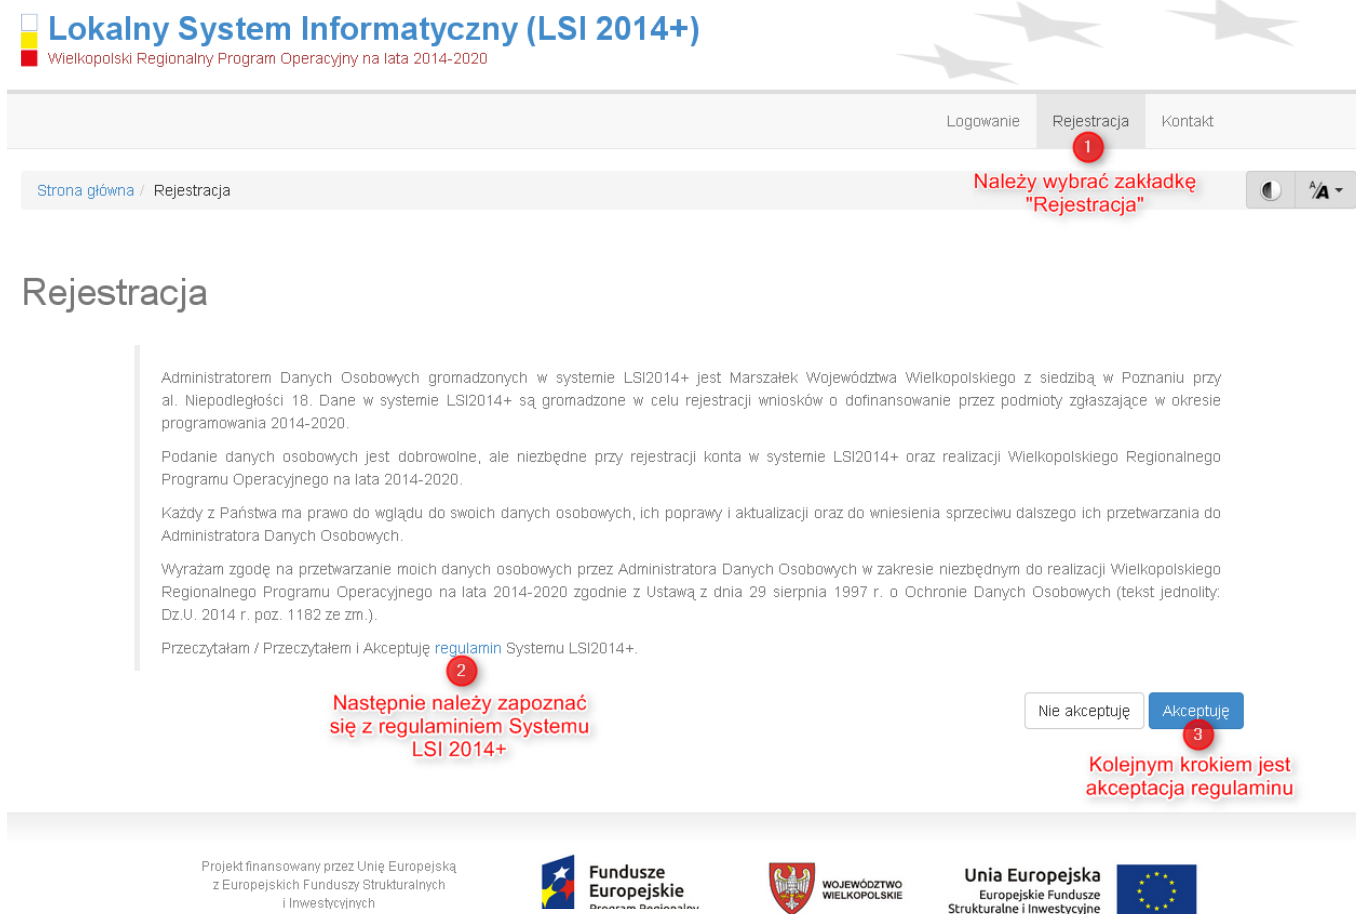 Lokalny System Informatyczny (LSI 2014+)
Wielkopolski Regionalny Program Operacyjny na lata 2014-2020
Logowanie Rejestracja Kontakt
1
Należy wybrać zakładkę
"Rejestracja"
Strona główna / Rejestracja
A/A
Rejestracja
Administratorem Danych Osobowych gromadzonych w systemie LSI2014+ jest Marszałek Województwa Wielkopolskiego z siedzibą w Poznaniu przy
al. Niepodległości 18. Dane w systemie LSI2014+ są gromadzone w celu rejestracji wniosków o dofinansowanie przez podmioty zgłaszające w okresie
programowania 2014-2020.
Podanie danych osobowych jest dobrowolne, ale niezbędne przy rejestracji konta w systemie LSI2014+ oraz realizacji Wielkopolskiego Regionalnego
Programu Operacyjnego na lata 2014-2020.
Każdy z Państwa ma prawo do wglądu do swoich danych osobowych, ich poprawy i aktualizacji oraz do wniesienia sprzeciwu dalszego ich przetwarzania do
Administratora Danych Osobowych.
Wyrażam zgodę na przetwarzanie moich danych osobowych przez Administratora Danych Osobowych w zakresie niezbędnym do realizacji Wielkopolskiego
Regionalnego Programu Operacyjnego na lata 2014-2020 zgodnie z Ustawą z dnia 29 sierpnia 1997 r. o Ochronie Danych Osobowych (tekst jednolity:
Dz.U. 2014 r. poz. 1182 ze zm.).
Przeczytałam / Przeczytałem i Akceptuję regulamin Systemu LSI2014+.
2
Następnie należy zapoznać
się z regulaminiem Systemu
LSI 2014+
Nie akceptuję Akceptuję
3
Kolejnym krokiem jest
akceptacja regulaminu
Projekt finansowany przez Unię Europejską
z Europejskich Funduszy Strukturalnych
i Inwestycyjnych
Fundusze
Europejskie
Program Regionalny
WOJEWÓDZTWO
WIELKOPOLSKIE
Unia Europejska
Europejskie Fundusze
Strukturalne i Inwestycyjne